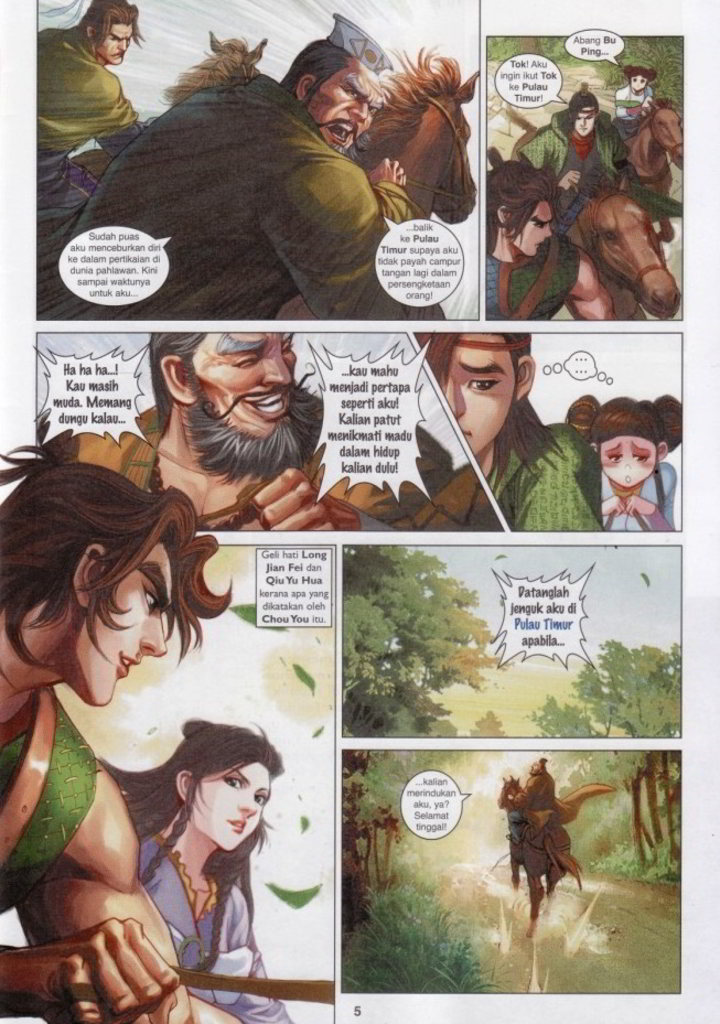 Sudah puas
aku menceburkan diri
ke dalam pertikaian di
dunia pahlawan. Kini
sampai waktunya
untuk aku...
...balik
ke Pulau
Timur supaya aku
tidak payah campur
tangan lagi dalam
persengketaan
orang!
Abang Bu
Ping...
Tok! Aku
ingin ikut Tok
ke Pulau
Timur!
Ha ha ha...!
Kau masih
muda. Memang
dungu kalau...
...kau mahu
menjadi pertapa
seperti aku!
Kalian patut
menikmati madu
dalam hidup
kalian dulu!
...
Geli hati Long
Jian Fei dan
Qiu Yu Hua
kerana apa yang
dikatakan oleh
Chou You itu.
Datanglah
jenguk aku di
Pulau Timur
apabila...
...kalian
merindukan
aku, ya?
Selamat
tinggal!
5